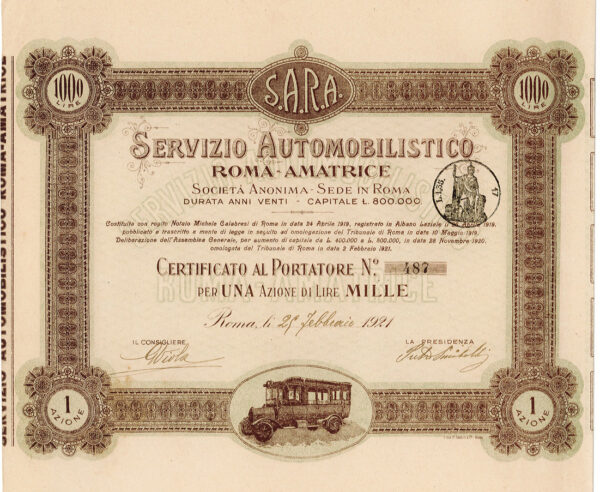 1000 LIRE
S.A.R.A.
1000 LIRE
SERVIZIO AUTOMOBILISTICO
ROMA-AMATRICE
SOCIETÀ ANONIMA - SEDE IN ROMA
DURATA ANNI VENTI - CAPITALE L. 800.000
Costituita con rogito Notaio Michele Calabresi di Roma in data 24 Aprile 1919, registrato in Albano Laziale il Aprile 1919,
pubblicato e trascritto a mente di legge in seguito ad omologazione del Tribunale di Roma in data 10 Maggio 1919.
Deliberazione dell'Assemblea Generale, per aumento di capitale da L. 400.000 a L. 800.000, in data 28 Novembre 1920,
omologata dal Tribunale di Roma in data 2 Febbraio 1921.
CERTIFICATO AL PORTATORE N.o 487
PER UNA AZIONE DI LIRE MILLE
Roma, li 25 febbraio 1921
IL CONSIGLIERE
LA PRESIDENZA
GViola
1 AZIONE
1 AZIONE
SERVIZIO AUTOMOBILISTICO ROMA-AMATRICE